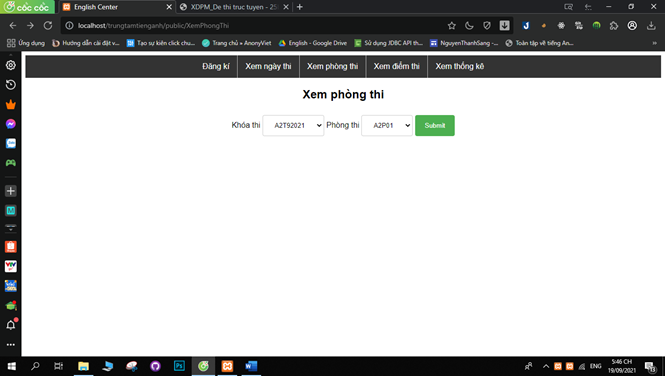 cốc cốc
English Center
XDPM_De thi truc tuyen - 25
localhost/trungtamtienganh/public/XemPhongThi
Ứng dụng
Hướng dẫn cài đặt v...
Tạo sự kiện click chu...
Trang chủ » AnonyViet
English - Google Drive
Sử dụng JDBC API th...
NguyenThanhSang -...
Toàn tập về tiếng An...
Đăng kí
Xem ngày thi
Xem phòng thi
Xem điểm thi
Xem thống kê
Xem phòng thi
Khóa thi A2T92021 Phòng thi A2P01 Submit
ENG
5:46 CH
19/09/2021